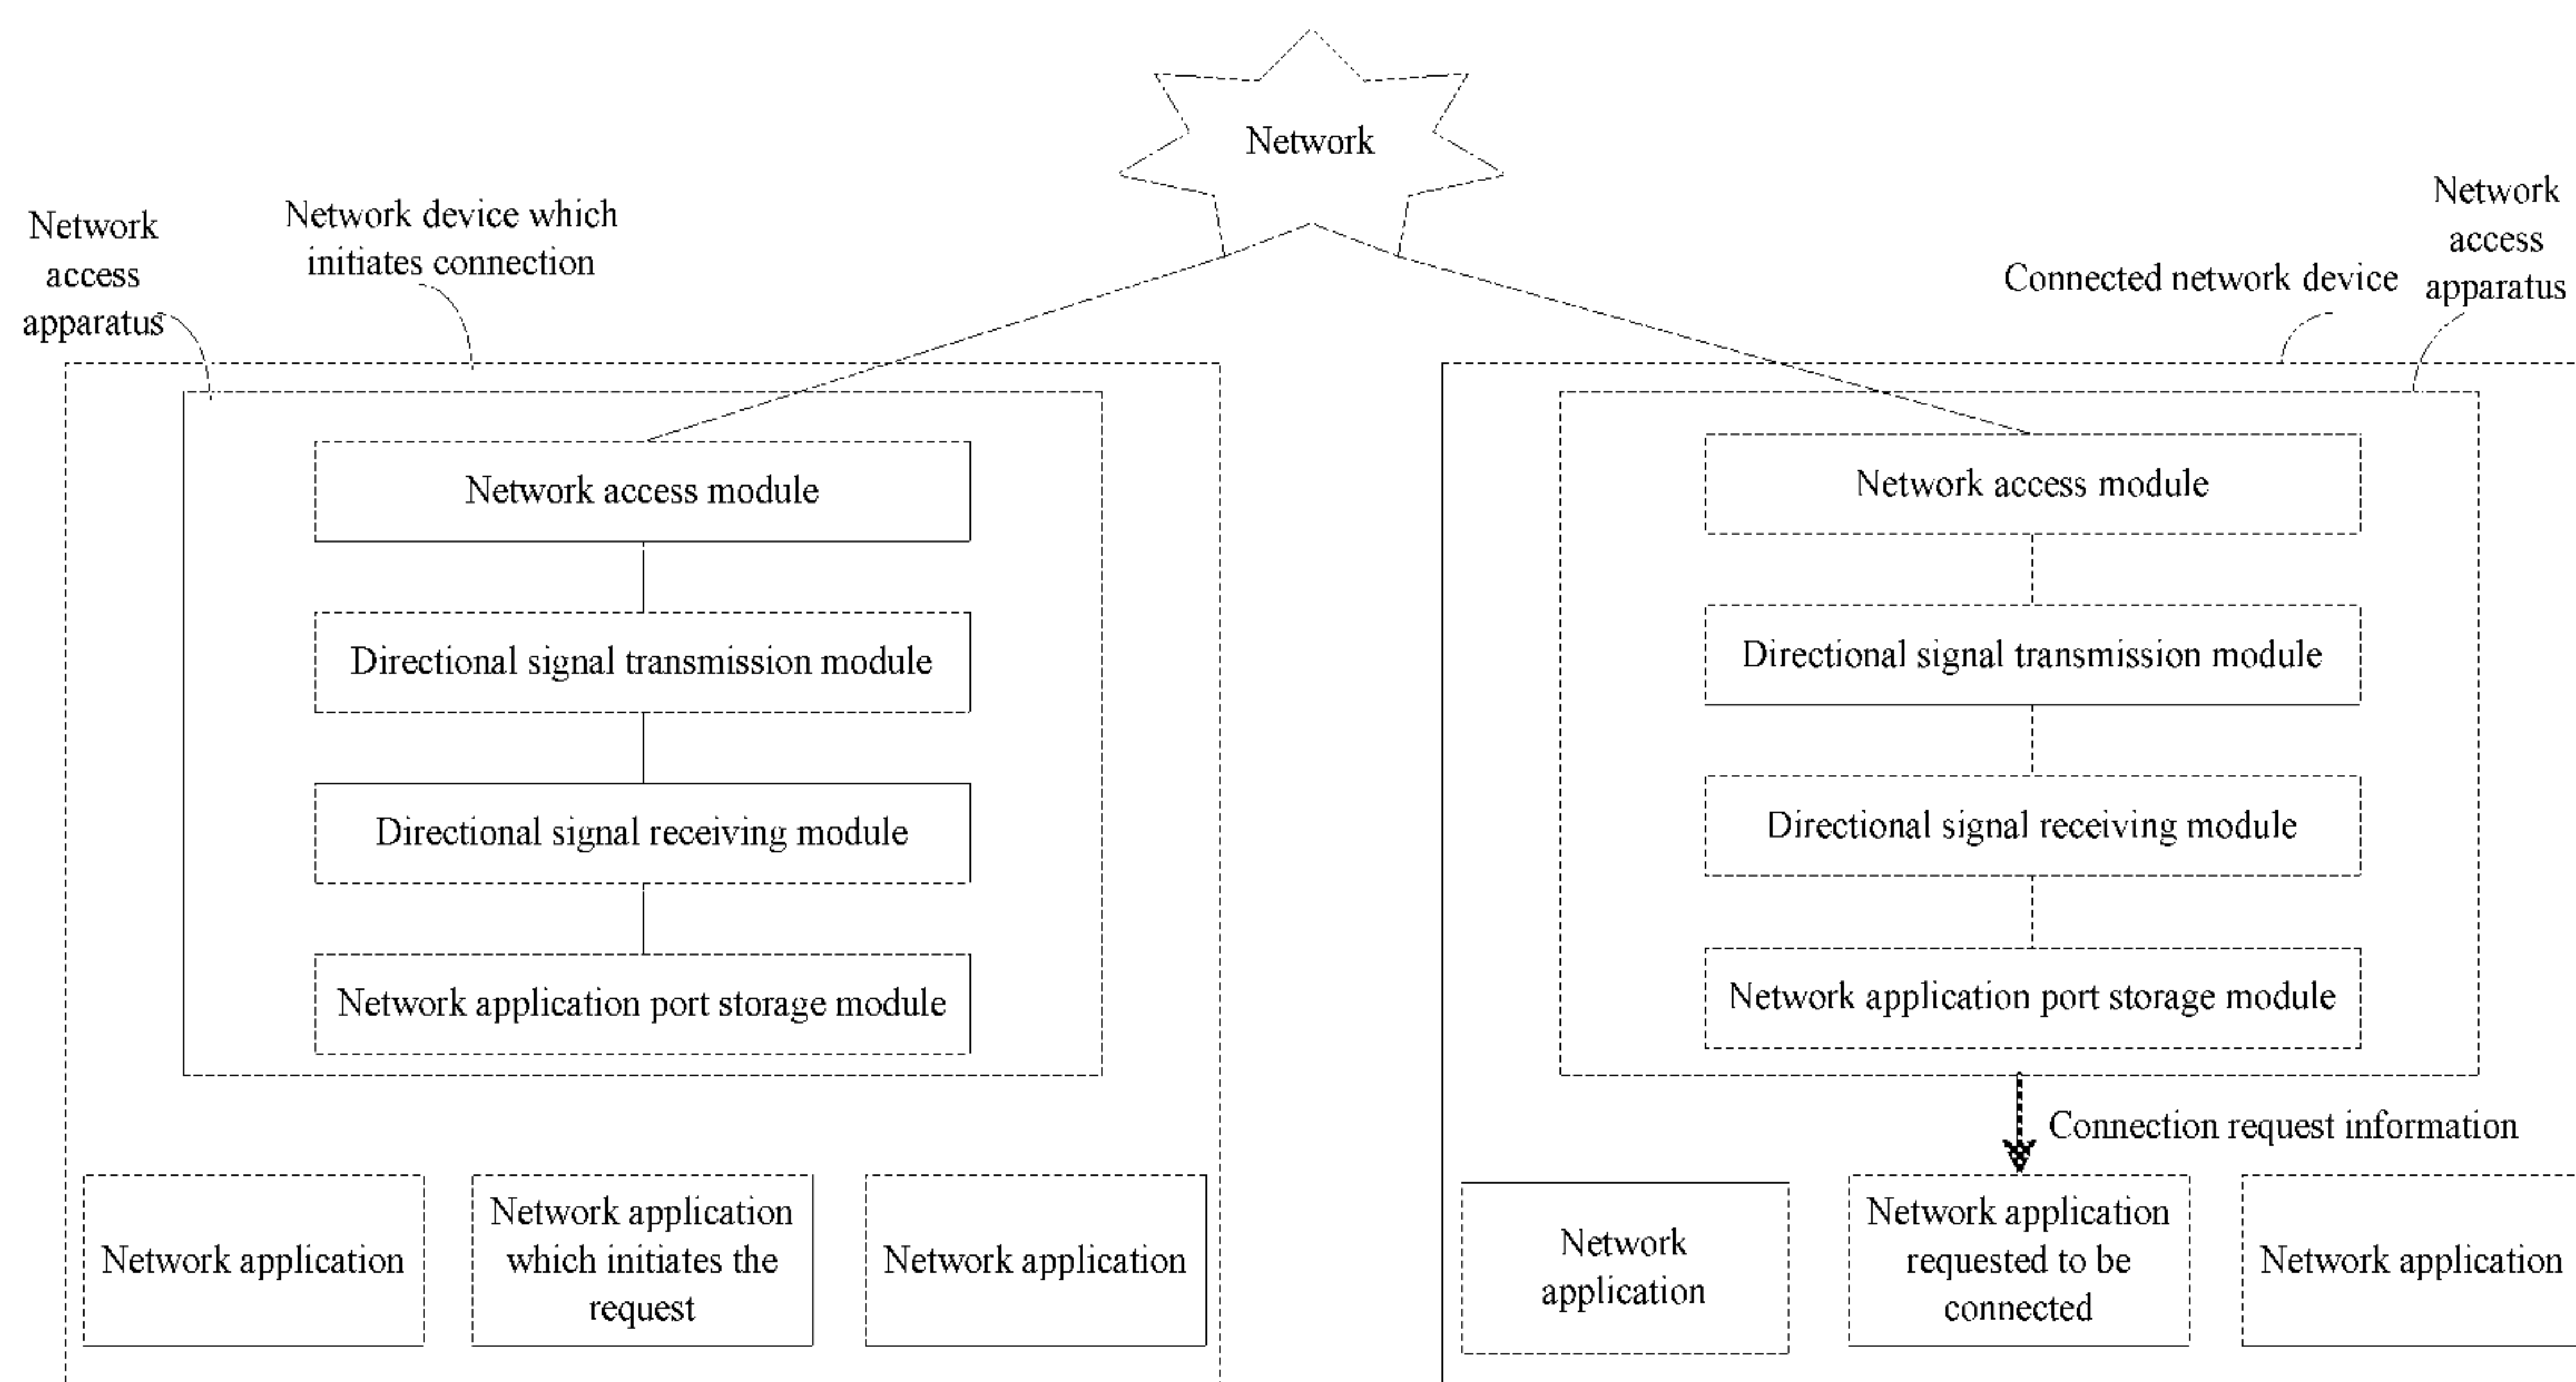 Network
Network
access
apparatus
Network device which
initiates connection
Connected network device
Network
access
apparatus
Network access module
Directional signal transmission module
Directional signal receiving module
Network application port storage module
Network application
Network application
which initiates the
request
Network application
Network access module
Directional signal transmission module
Directional signal receiving module
Network application port storage module
Connection request information
Network
application
Network application
requested to be
connected
Network application